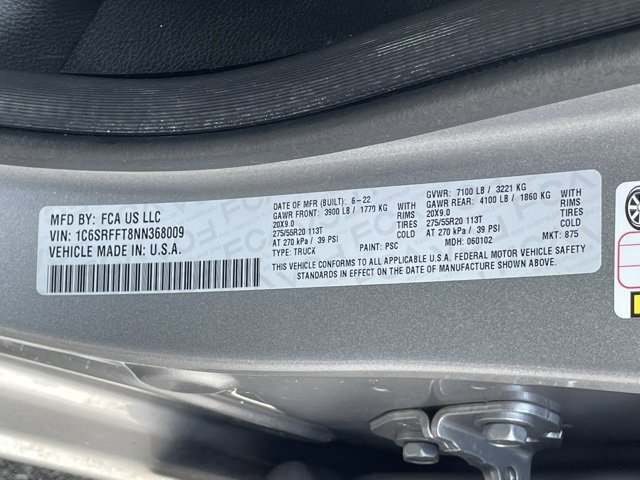 MFD BY: FCA US LLC
VIN: 1C6SRFFT8NN368009
VEHICLE MADE IN: U.S.A.
DATE OF MFR (BUILT): 6-22 GVWR: 7100 LB / 3221 KG
GAWR FRONT: 3900 LB / 1770 KG WITH GAWR REAR: 4100 LB / 1860 KG WITH
20X9.0 RIMS 20X9.0 RIMS
275/55R20 113T TIRES 275/55R20 113T TIRES
AT 270 kPa / 39 PSI COLD AT 270 kPa / 39 PSI COLD
TYPE: TRUCK PAINT: PSC MDH: 060102 MKT: 875
THIS VEHICLE CONFORMS TO ALL APPLICABLE U.S.A. FEDERAL MOTOR VEHICLE SAFETY
STANDARDS IN EFFECT ON THE DATE OF MANUFACTURE SHOWN ABOVE.